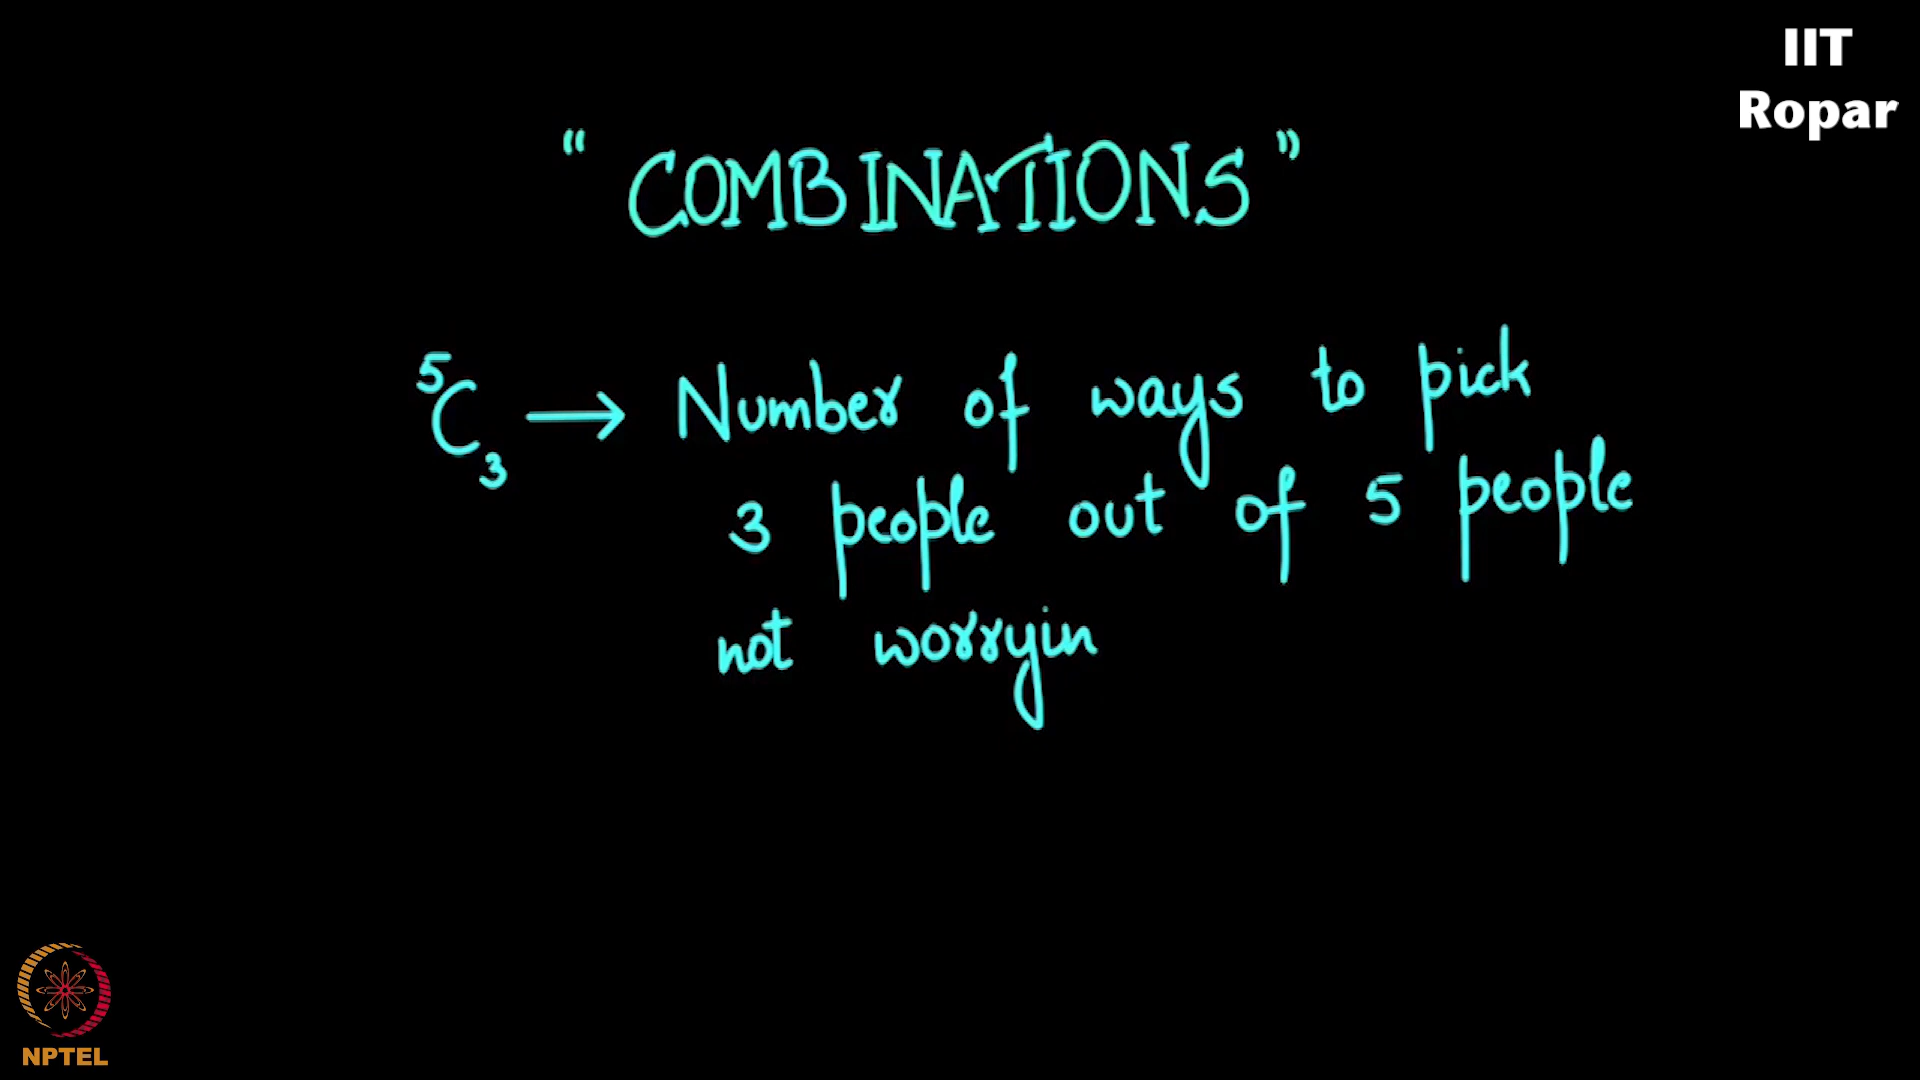 IIT
Ropar
“COMBINATIONS”
⁵C₃ → Number of ways to pick
3 people out of 5 people
not worryin
NPTEL